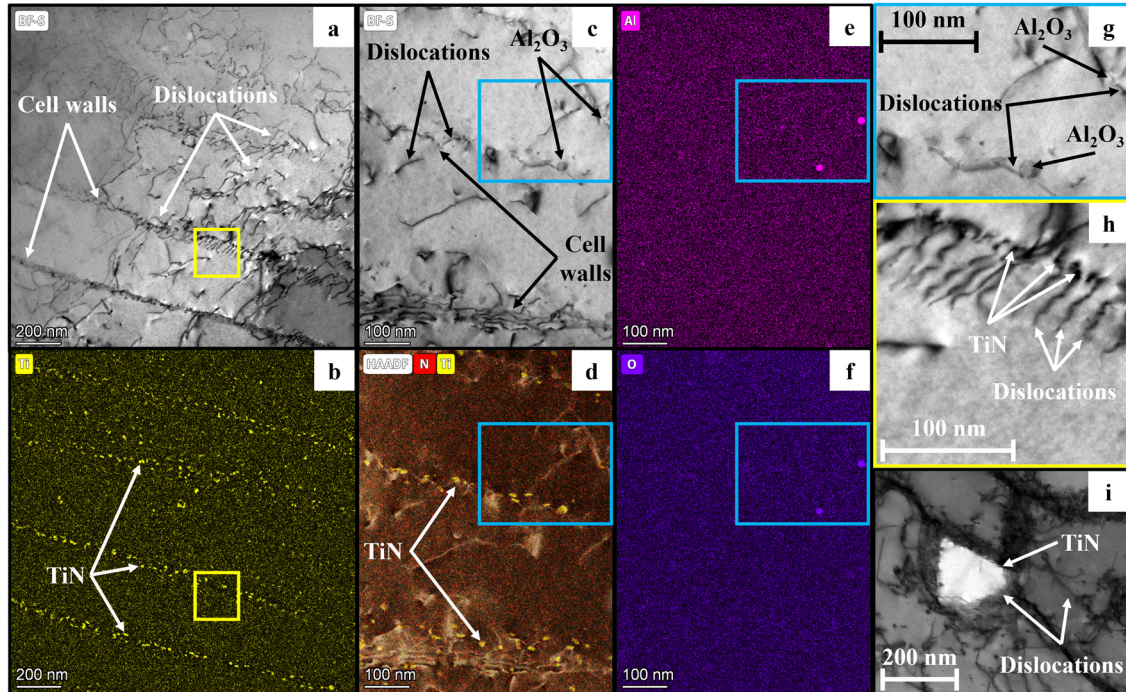 BF-S
a
Cell walls
Dislocations
200 nm
BF-S
c
Dislocations
Al₂O₃
Cell
walls
100 nm
Al
e
100 nm
g
100 nm
Al₂O₃
Dislocations
Al₂O₃
h
TiN
Dislocations
100 nm
Ti
b
TiN
200 nm
HAADF N Ti
d
TiN
100 nm
O
f
100 nm
i
TiN
Dislocations
200 nm